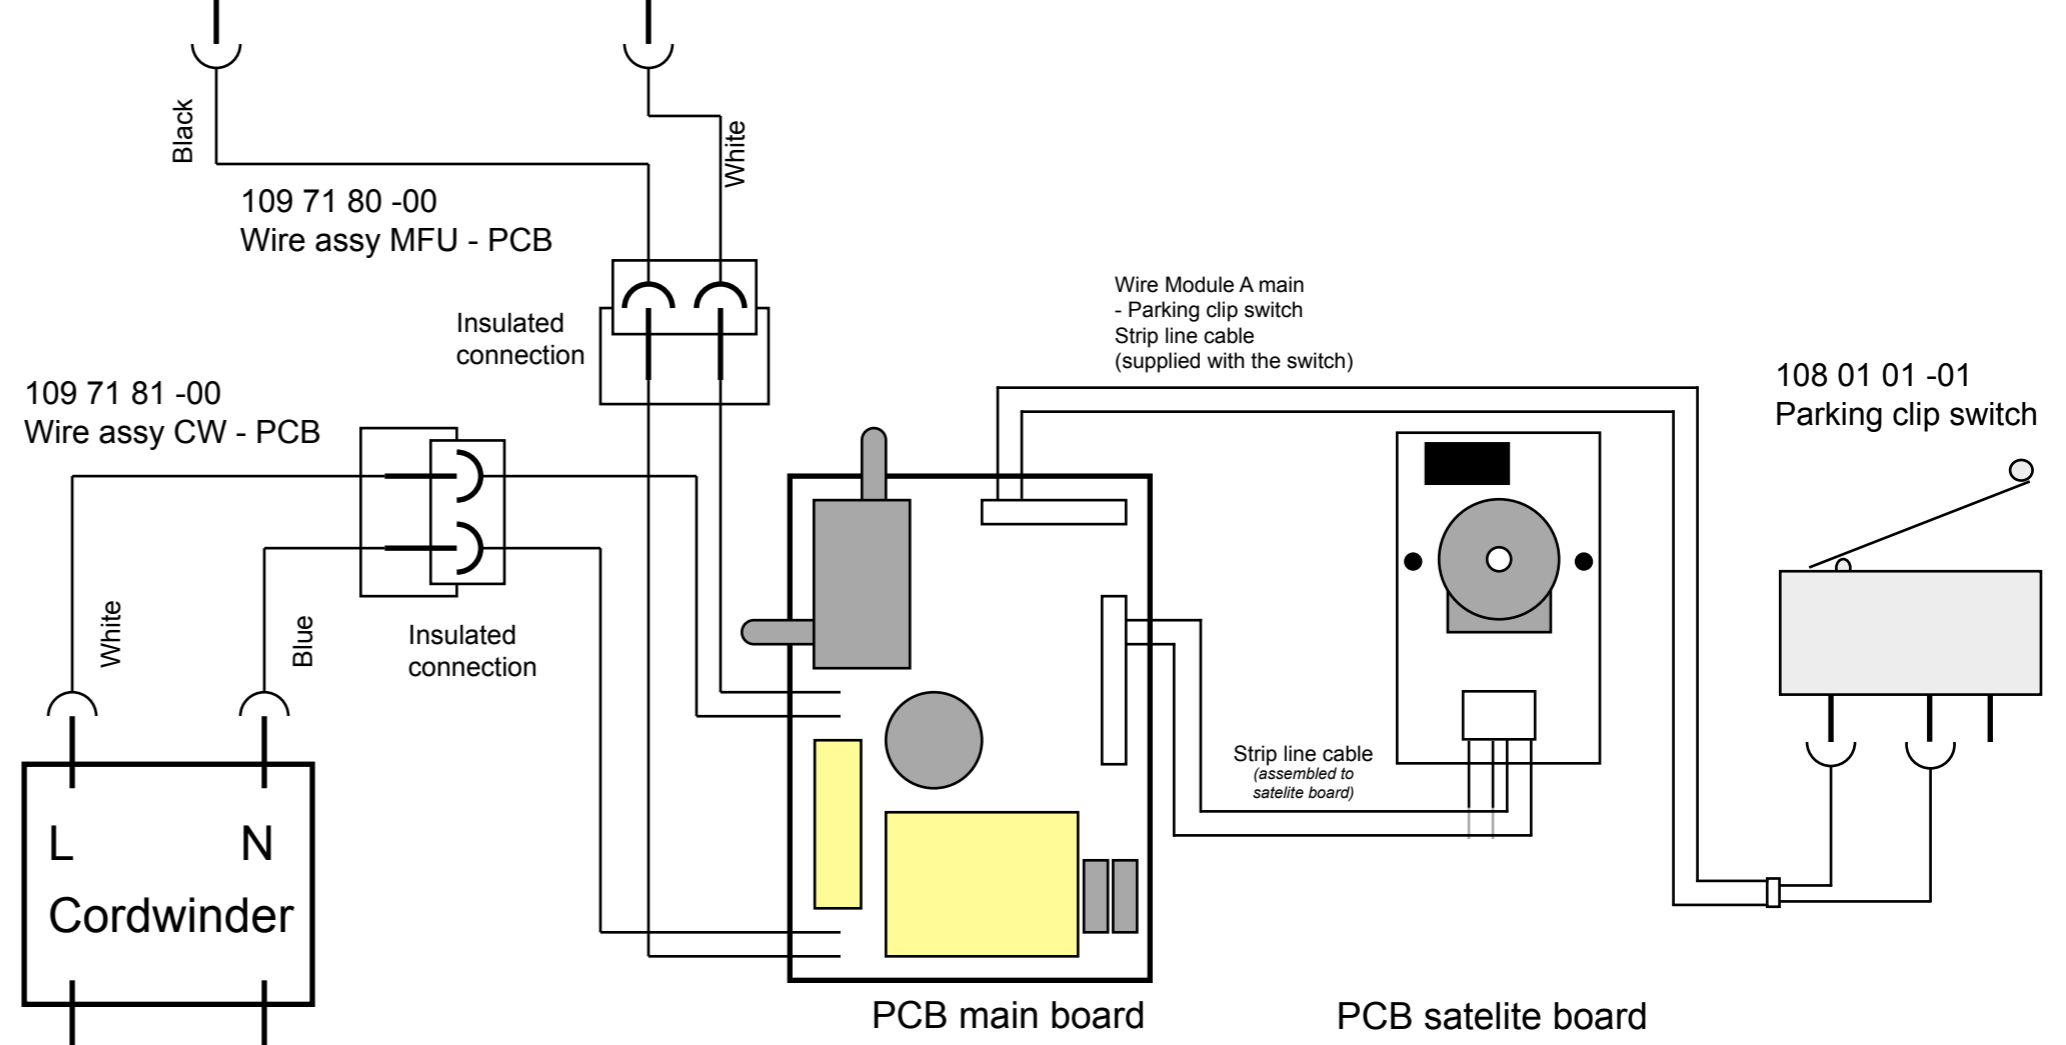 Black
White
109 71 80 -00
Wire assy MFU - PCB
Insulated
connection
Wire Module A main
- Parking clip switch
Strip line cable
(supplied with the switch)
108 01 01 -01
Parking clip switch
109 71 81 -00
Wire assy CW - PCB
White
Blue
Insulated
connection
Strip line cable
(assembled to
satelite board)
L N
Cordwinder
PCB main board
PCB satelite board